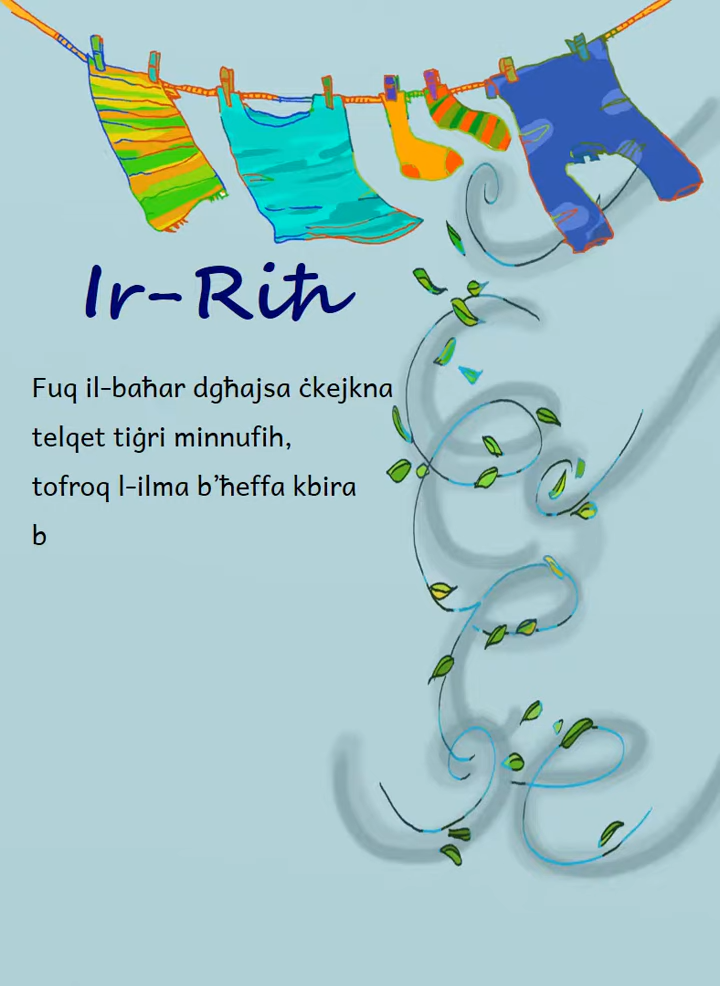 Ir-Riħ
Fuq il-baħar dgħajsa ċkejkna
telqet tiġri minnufih,
tofroq l-ilma b’ħeffa kbira
b